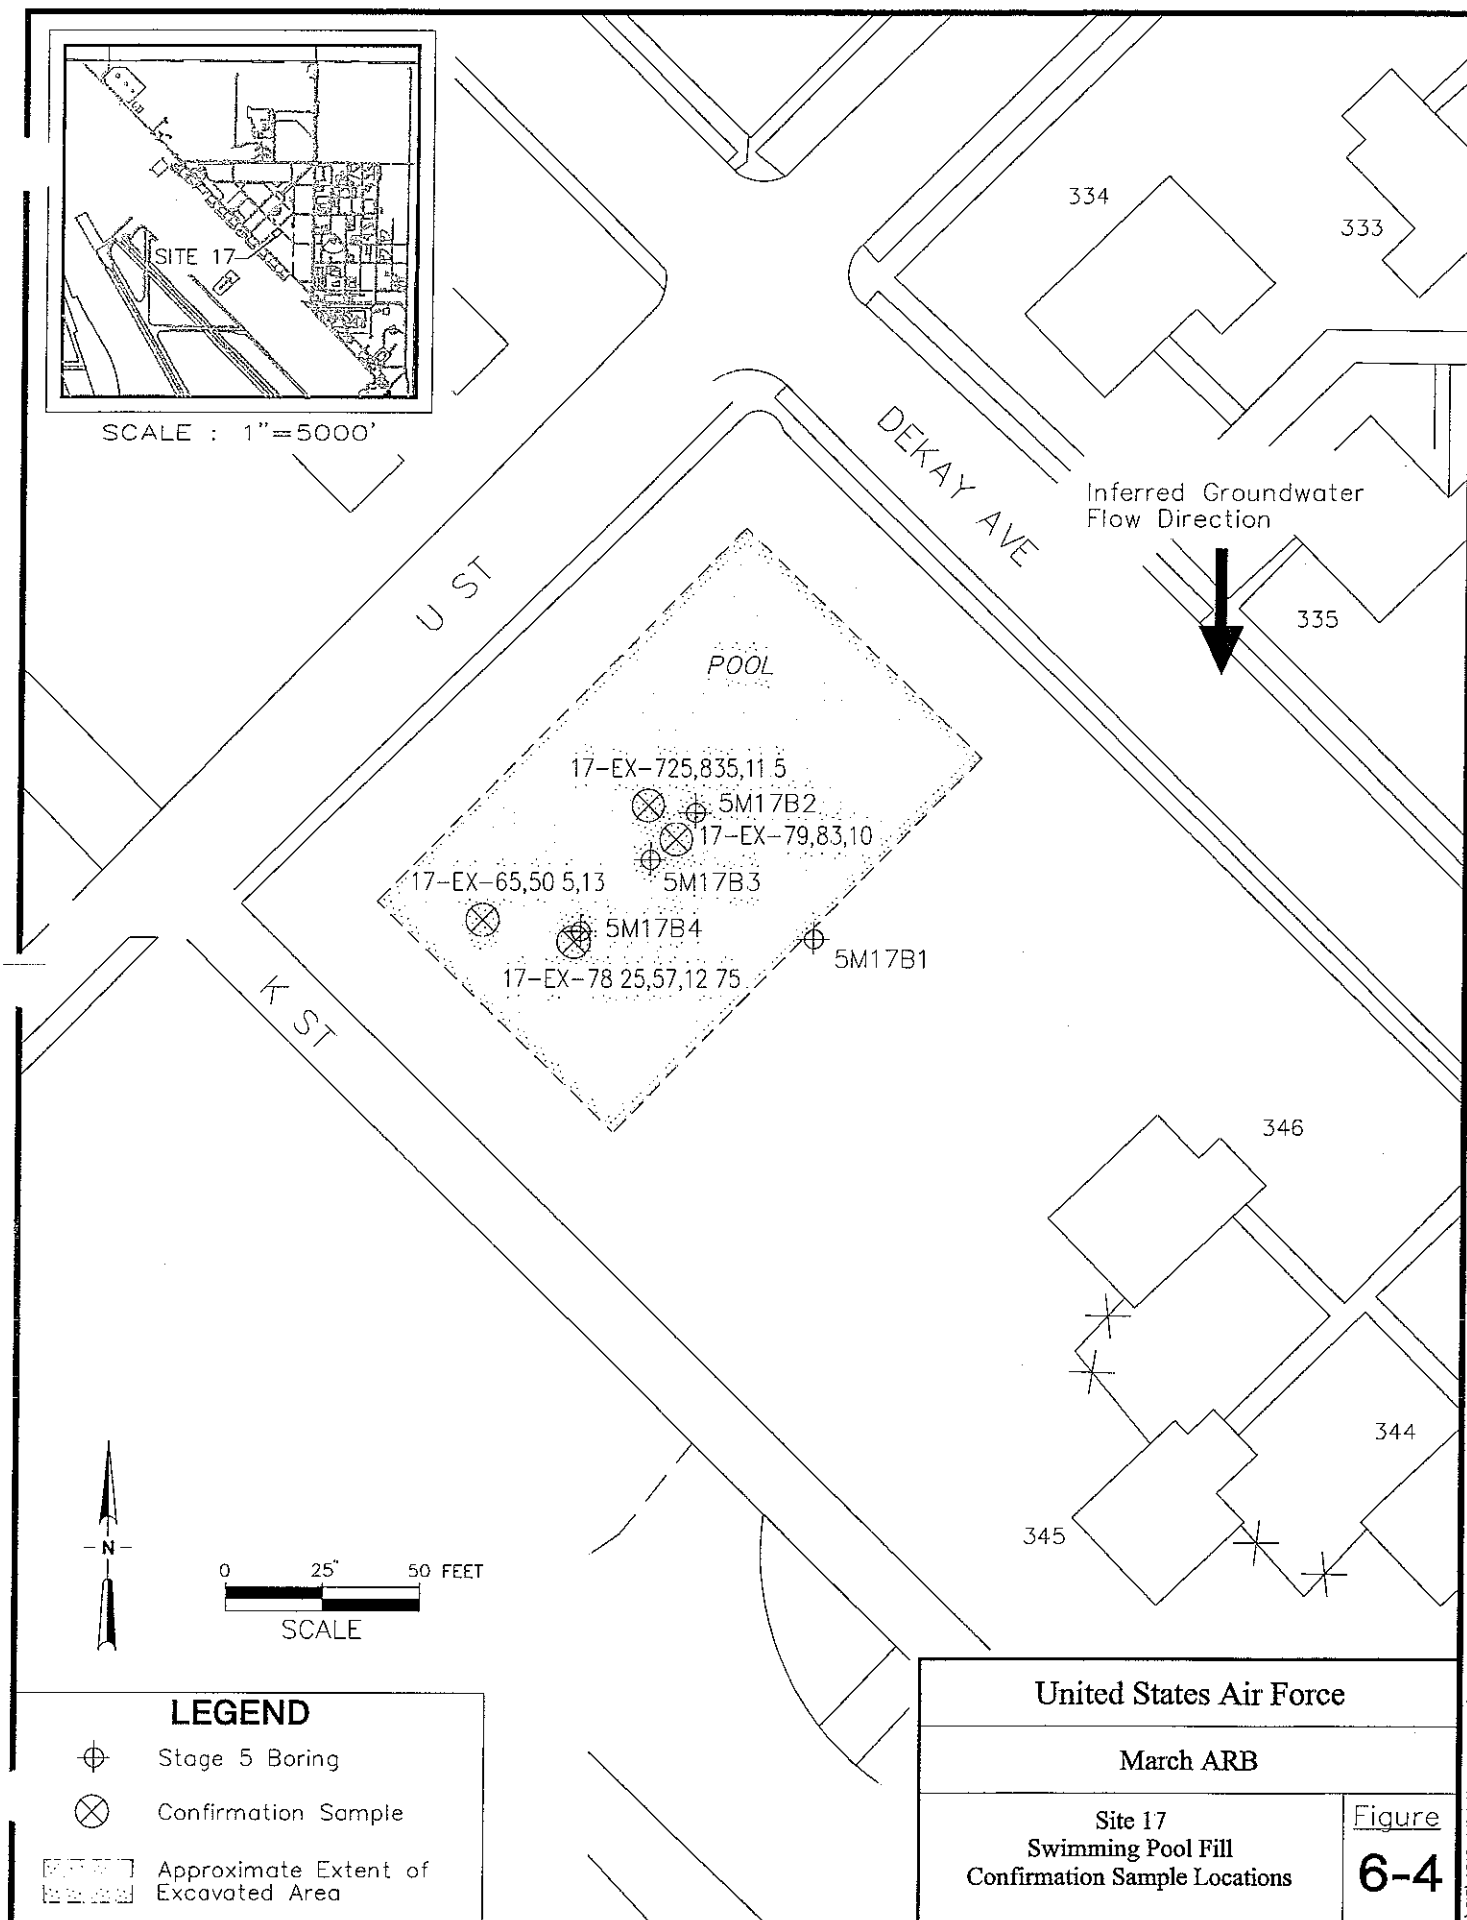 SITE 17
SCALE : 1"=5000'
334
333
DEKAY AVE
Inferred Groundwater
Flow Direction
U ST
335
POOL
17-EX-725,835,11 5
5M17B2
17-EX-79,83,10
5M17B3
17-EX-65,50 5,13
5M17B4
5M17B1
17-EX-78 25,57,12 75
K ST
346
344
345
N
0 25 50 FEET
SCALE
LEGEND
Stage 5 Boring
Confirmation Sample
Approximate Extent of
Excavated Area
United States Air Force
March ARB
Site 17
Swimming Pool Fill
Confirmation Sample Locations
Figure
6-4